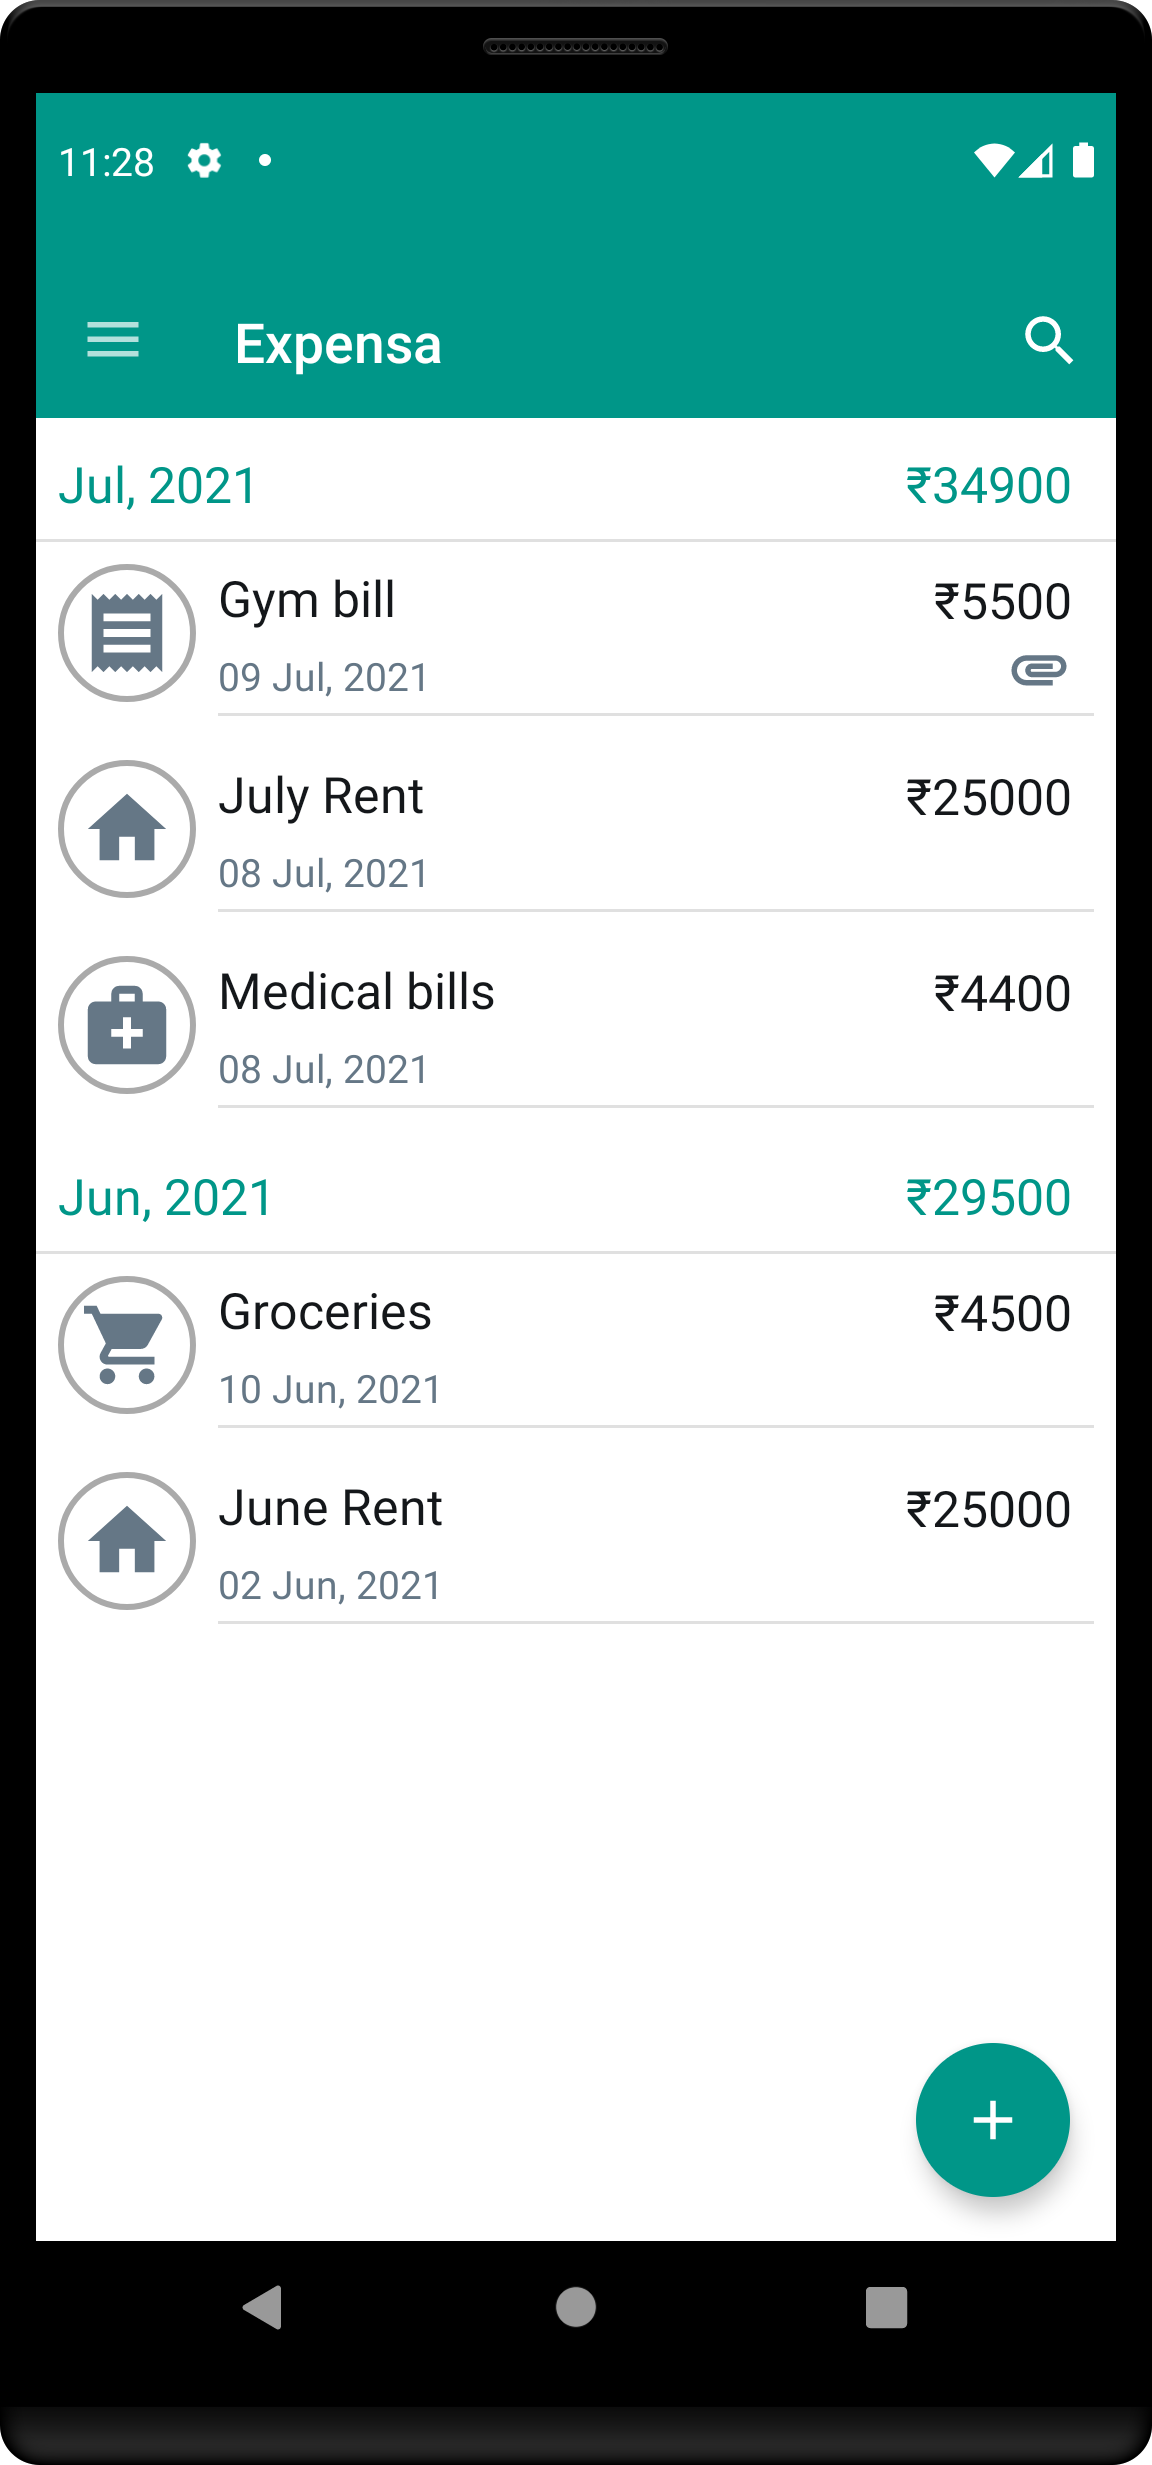 11:28
Expensa
Jul, 2021 ₹34900
Gym bill ₹5500
09 Jul, 2021
July Rent ₹25000
08 Jul, 2021
Medical bills ₹4400
08 Jul, 2021
Jun, 2021 ₹29500
Groceries ₹4500
10 Jun, 2021
June Rent ₹25000
02 Jun, 2021